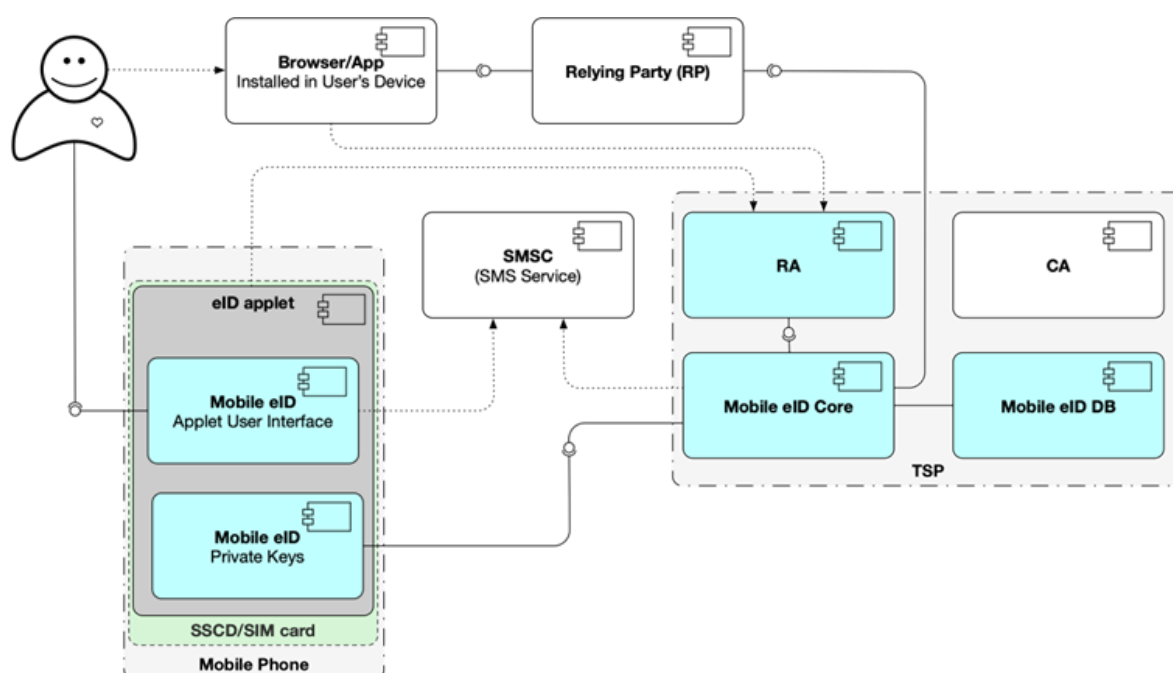 Browser/App
Installed in User's Device
Relying Party (RP)
SMSC
(SMS Service)
RA
CA
eID applet
Mobile eID
Applet User Interface
Mobile eID Core
Mobile eID DB
TSP
Mobile eID
Private Keys
SSCD/SIM card
Mobile Phone